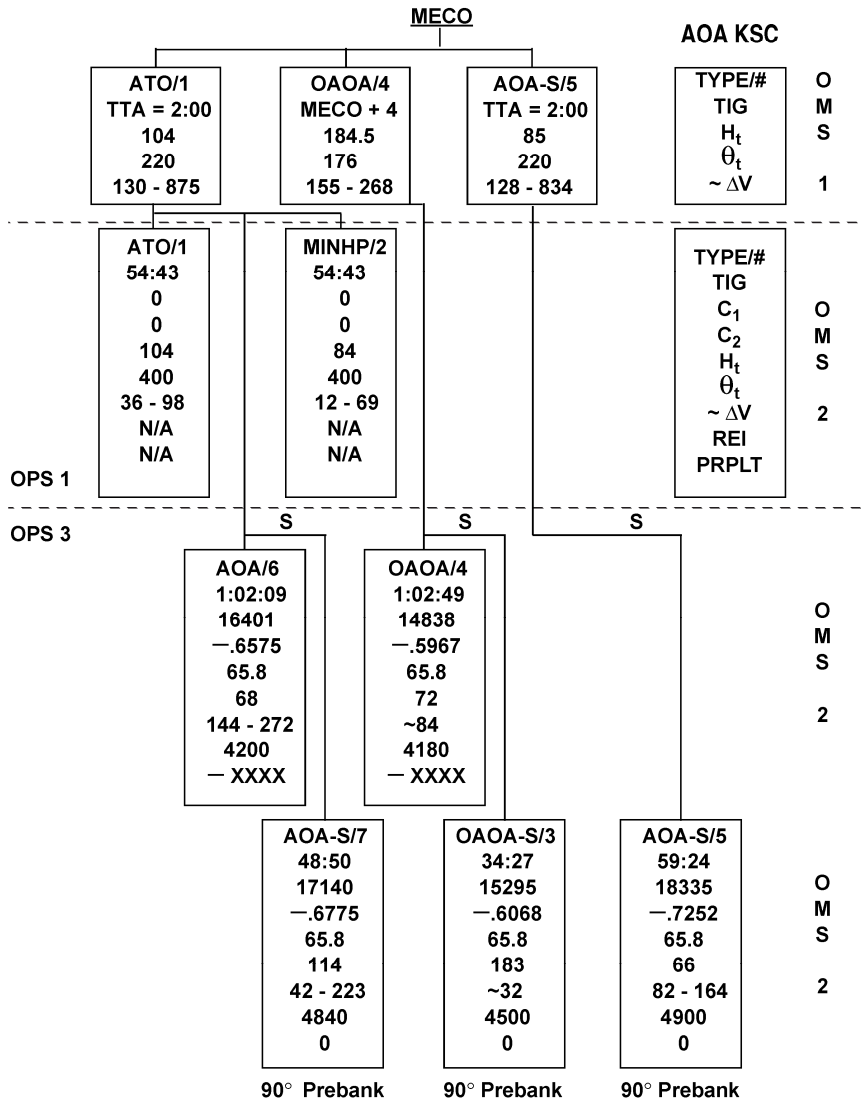 MECO
AOA KSC
ATO/1
TTA = 2:00
104
220
130 - 875
OAOA/4
MECO + 4
184.5
176
155 - 268
AOA-S/5
TTA = 2:00
85
220
128 - 834
TYPE/#
TIG
Ht
θt
~ ΔV
O
M
S
1
ATO/1
54:43
0
0
104
400
36 - 98
N/A
N/A
MINHP/2
54:43
0
0
84
400
12 - 69
N/A
N/A
TYPE/#
TIG
C1
C2
Ht
θt
~ ΔV
REI
PRPLT
O
M
S
2
OPS 1
OPS 3
S
S
S
AOA/6
1:02:09
16401
—.6575
65.8
68
144 - 272
4200
— XXXX
OAOA/4
1:02:49
14838
—.5967
65.8
72
~84
4180
— XXXX
O
M
S
2
AOA-S/7
48:50
17140
—.6775
65.8
114
42 - 223
4840
0
90° Prebank
OAOA-S/3
34:27
15295
—.6068
65.8
183
~32
4500
0
90° Prebank
AOA-S/5
59:24
18335
—.7252
65.8
66
82 - 164
4900
0
90° Prebank
O
M
S
2